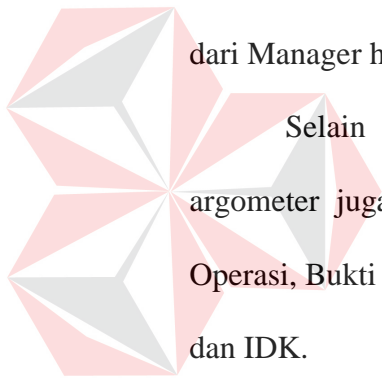 dari Manager h
Selain
argometer juga
Operasi, Bukti
dan IDK.